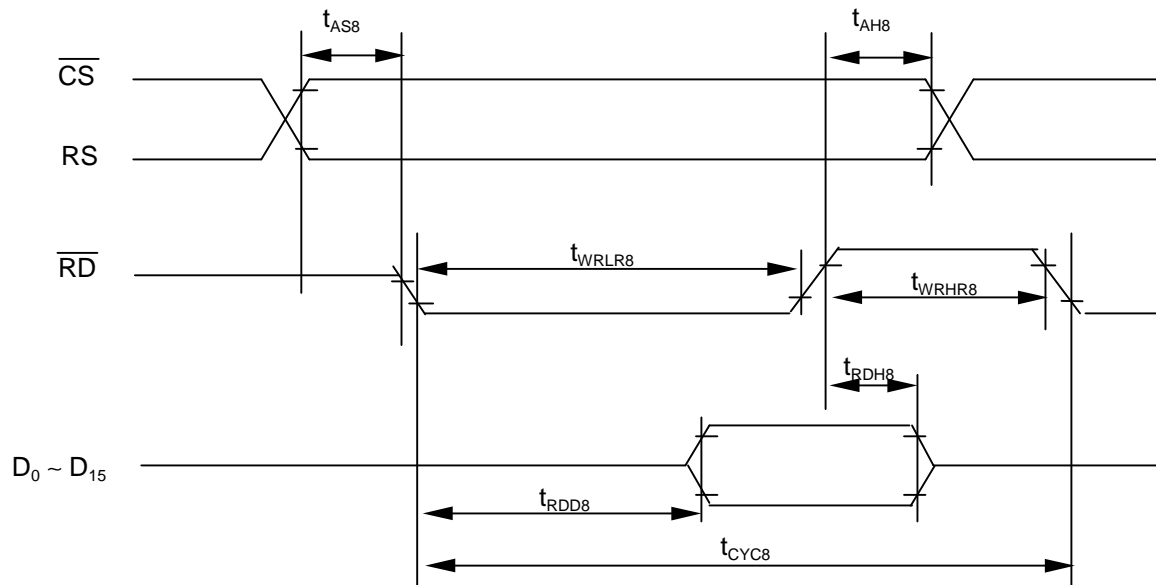 tAS8
tAH8
CS
RS
RD
tWRLR8
tWRHR8
tRDH8
D0 ~ D15
tRDD8
tCYC8